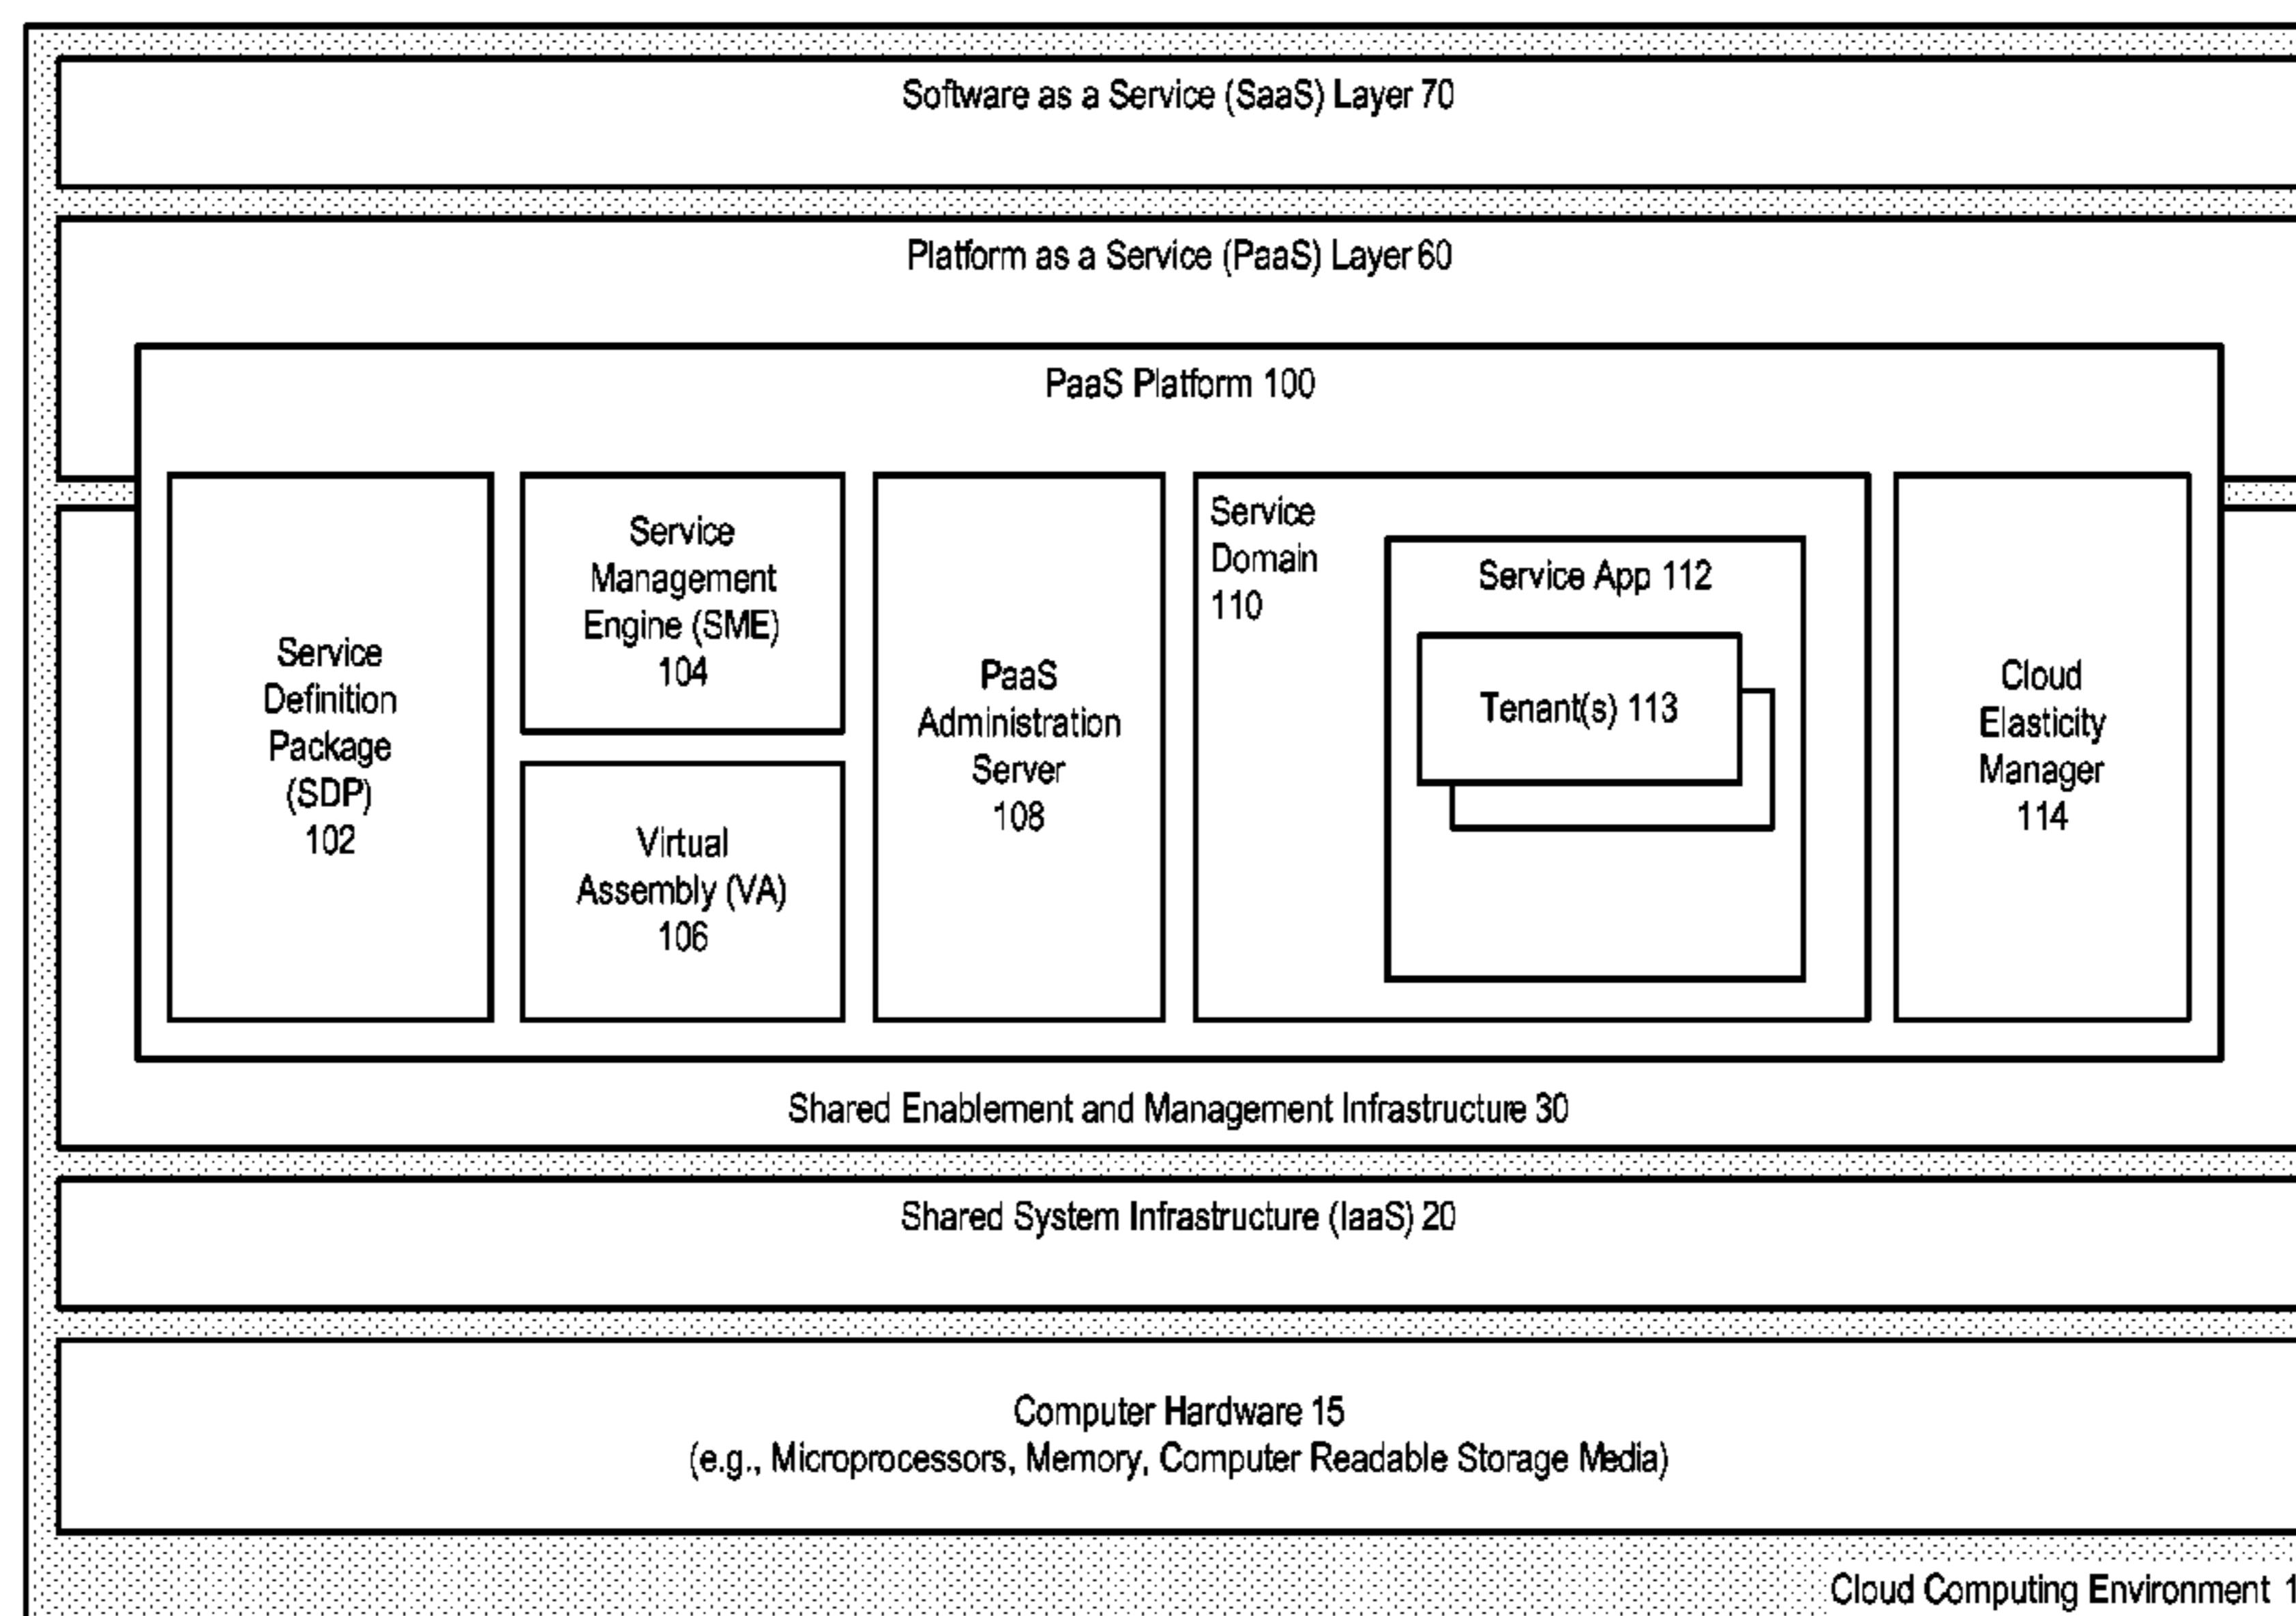 Software as a Service (SaaS) Layer 70
Platform as a Service (PaaS) Layer 60
PaaS Platform 100
Service
Definition
Package
(SDP)
102
Service
Management
Engine (SME)
104
Virtual
Assembly (VA)
106
PaaS
Administration
Server
108
Service
Domain
110
Service App 112
Tenant(s) 113
Cloud
Elasticity
Manager
114
Shared Enablement and Management Infrastructure 30
Shared System Infrastructure (IaaS) 20
Computer Hardware 15
(e.g., Microprocessors, Memory, Computer Readable Storage Media)
Cloud Computing Environment